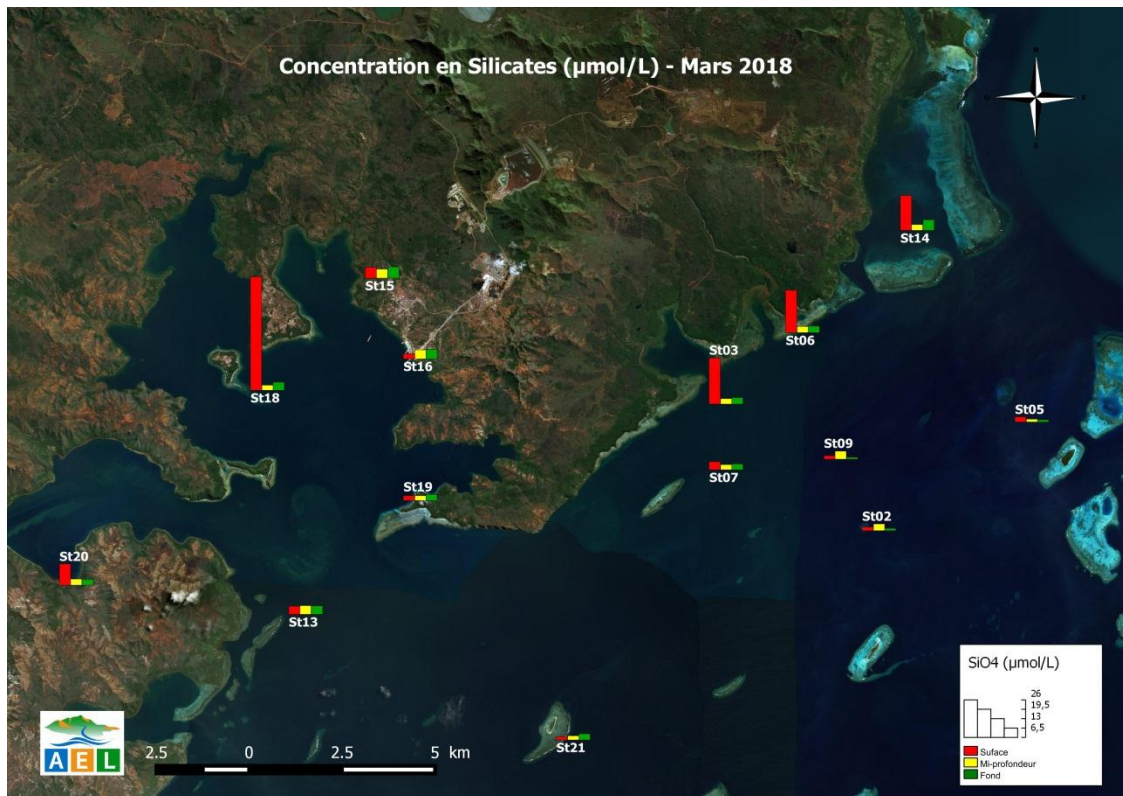 Concentration en Silicates (µmol/L) - Mars 2018
N
O
E
S
St14
St15
St06
St03
St16
St18
St05
St09
St07
St19
St02
St20
St13
St21
SiO4 (µmol/L)
26
19,5
13
6,5
Suface
Mi-profondeur
Fond
2.5 0 2.5 5 km
AEL